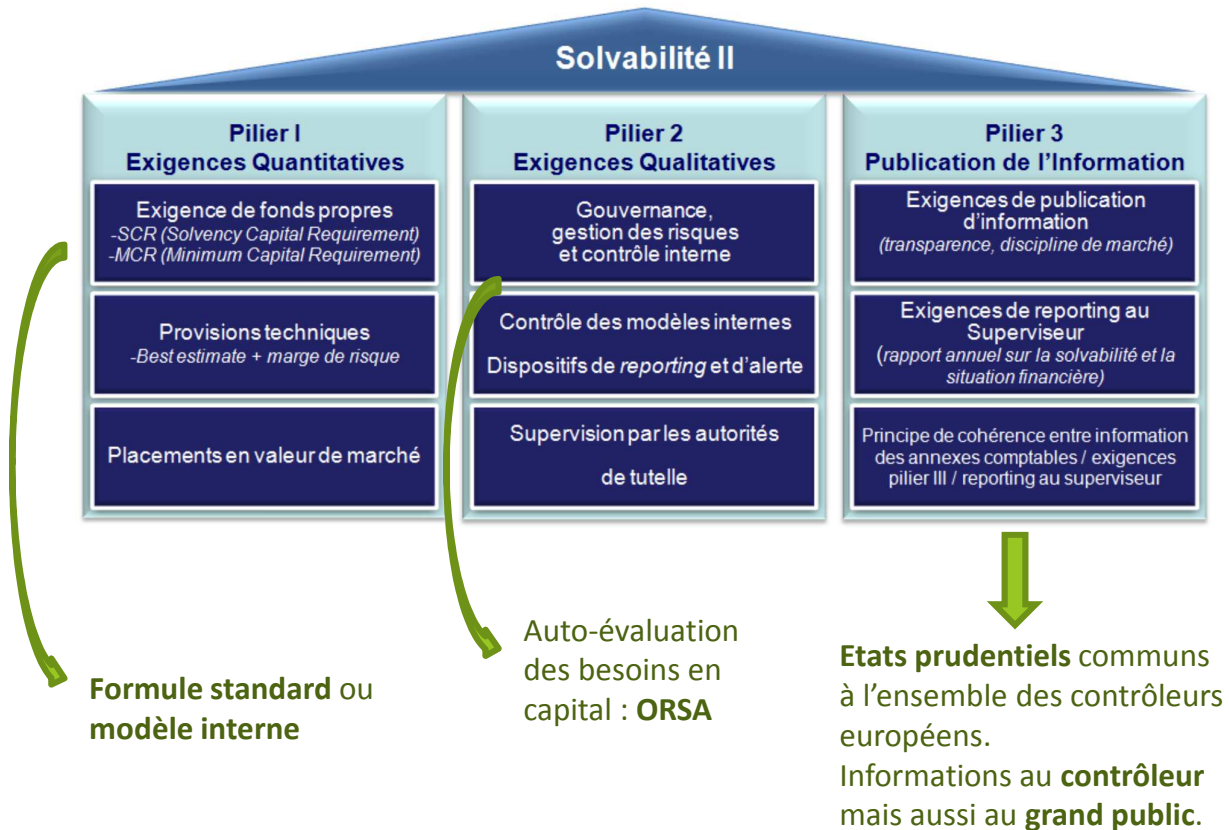 Solvabilité II
Pilier I
Exigences Quantitatives
Exigence de fonds propres
-SCR (Solvency Capital Requirement)
-MCR (Minimum Capital Requirement)
Provisions techniques
-Best estimate + marge de risque
Placements en valeur de marché
Pilier 2
Exigences Qualitatives
Gouvernance,
gestion des risques
et contrôle interne
Contrôle des modèles internes
Dispositifs de reporting et d'alerte
Supervision par les autorités
de tutelle
Pilier 3
Publication de l'Information
Exigences de publication
d'information
(transparence, discipline de marché)
Exigences de reporting au
Superviseur
(rapport annuel sur la solvabilité et la
situation financière)
Principe de cohérence entre information
des annexes comptables / exigences
pilier III / reporting au superviseur
Formule standard ou
modèle interne
Auto-évaluation
des besoins en
capital : ORSA
Etats prudentiels communs
à l'ensemble des contrôleurs
européens.
Informations au contrôleur
mais aussi au grand public.